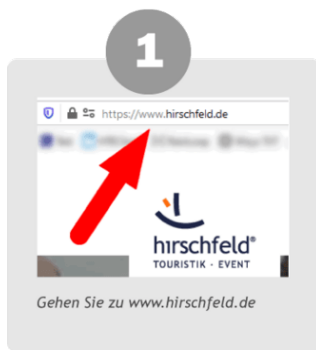 1
https://www.hirschfeld.de
hirschfeld®
TOURISTIK - EVENT
Gehen Sie zu www.hirschfeld.de